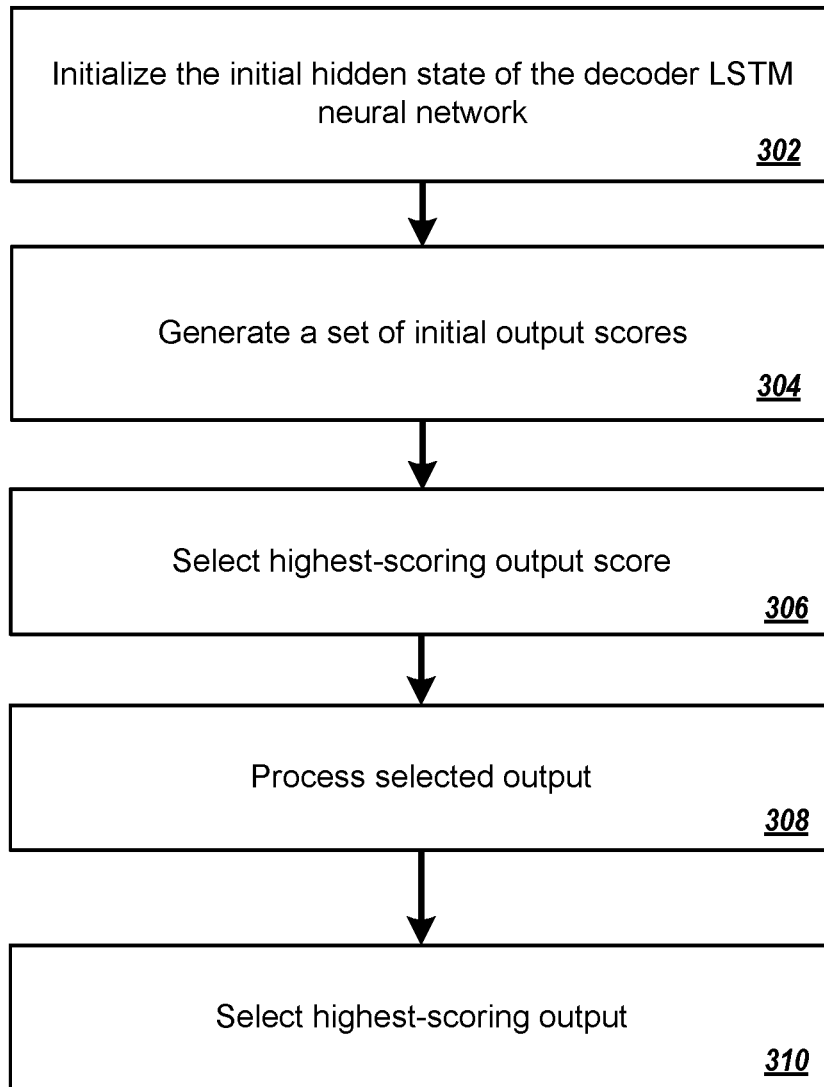 Initialize the initial hidden state of the decoder LSTM
neural network
302
Generate a set of initial output scores
304
Select highest-scoring output score
306
Process selected output
308
Select highest-scoring output
310